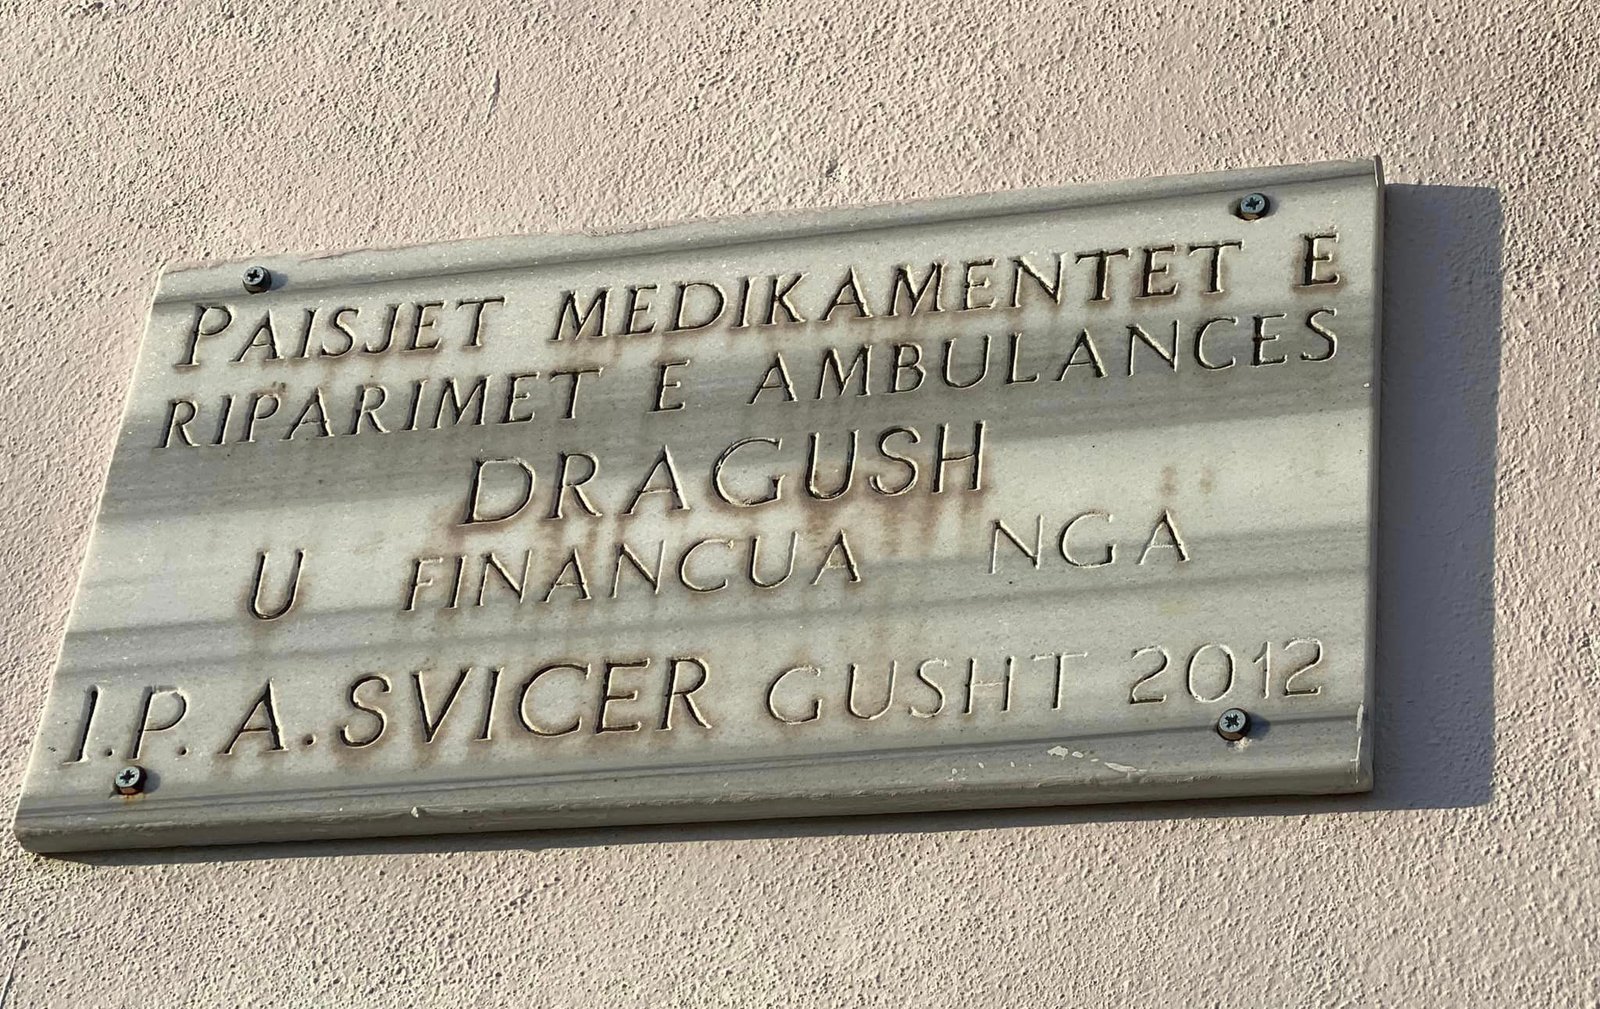 PAISJET MEDIKAMENTET E
RIPARIMET E AMBULANCES
DRAGUSH
U FINANCUA NGA
I.P.A. SVICER GUSHT 2012